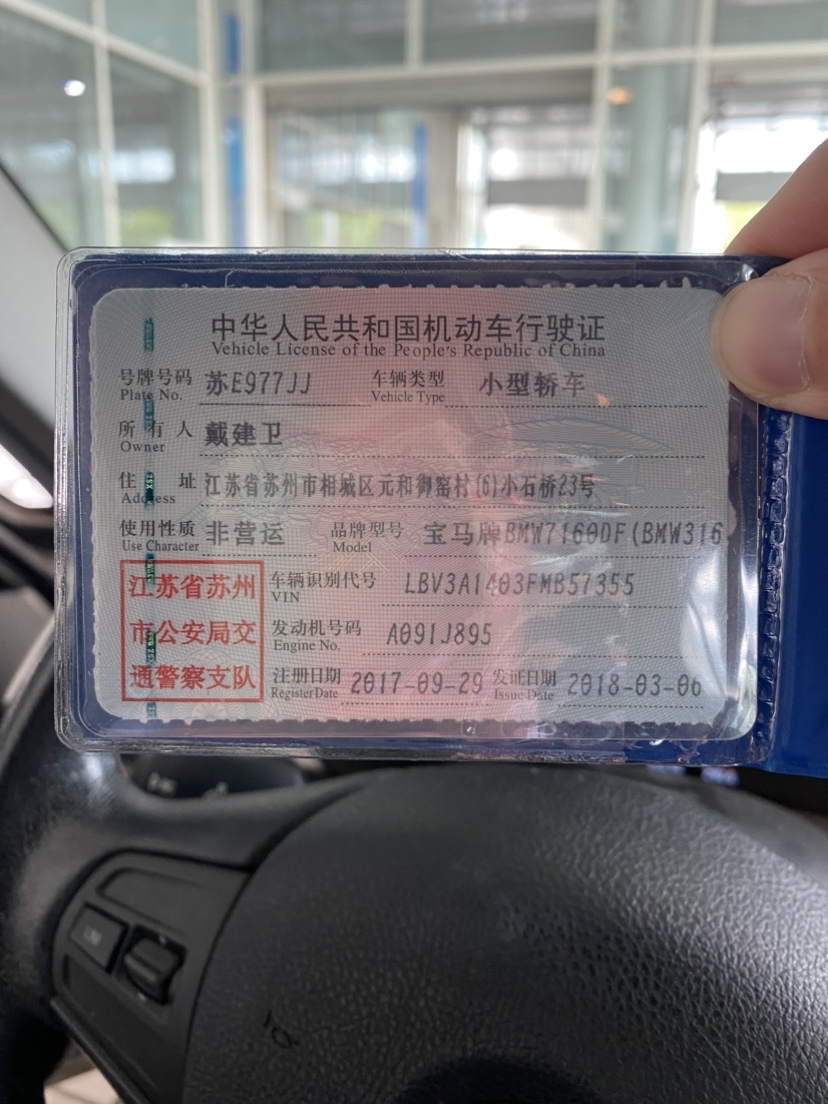 中华人民共和国机动车行驶证
Vehicle License of the People's Republic of China
号牌号码 苏E977JJ 车辆类型 小型轿车
Plate No. Vehicle Type
所有人 戴建卫
Owner
住址 江苏省苏州市相城区元和御窑村(6)小石桥23号
Address
使用性质 非营运 品牌型号 宝马牌BMW7160DF(BMW316
Use Character Model
江苏省苏州
市公安局交
通警察支队
车辆识别代号 LBV3A1403FMB57355
VIN
发动机号码 A091J895
Engine No.
注册日期 2017-09-29 发证日期 2018-03-06
Register Date Issue Date